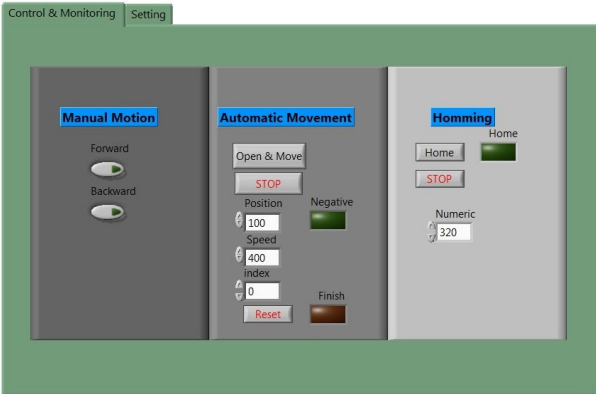 Control & Monitoring
Setting
Manual Motion
Forward
Backward
Automatic Movement
Open & Move
STOP
Position
100
Negative
Speed
400
index
0
Reset
Finish
Homming
Home
Home
STOP
Numeric
320